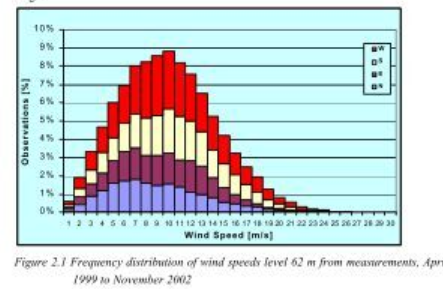 10%
9%
8%
7%
6%
5%
4%
3%
2%
1%
0%
Observations [%]
W
S
E
N
1 2 3 4 5 6 7 8 9 10 11 12 13 14 15 16 17 18 19 20 21 22 23 24 25 26 27 28 29 30
Wind Speed [m/s]
Figure 2.1 Frequency distribution of wind speeds level 62 m from measurements, Apr
1999 to November 2002